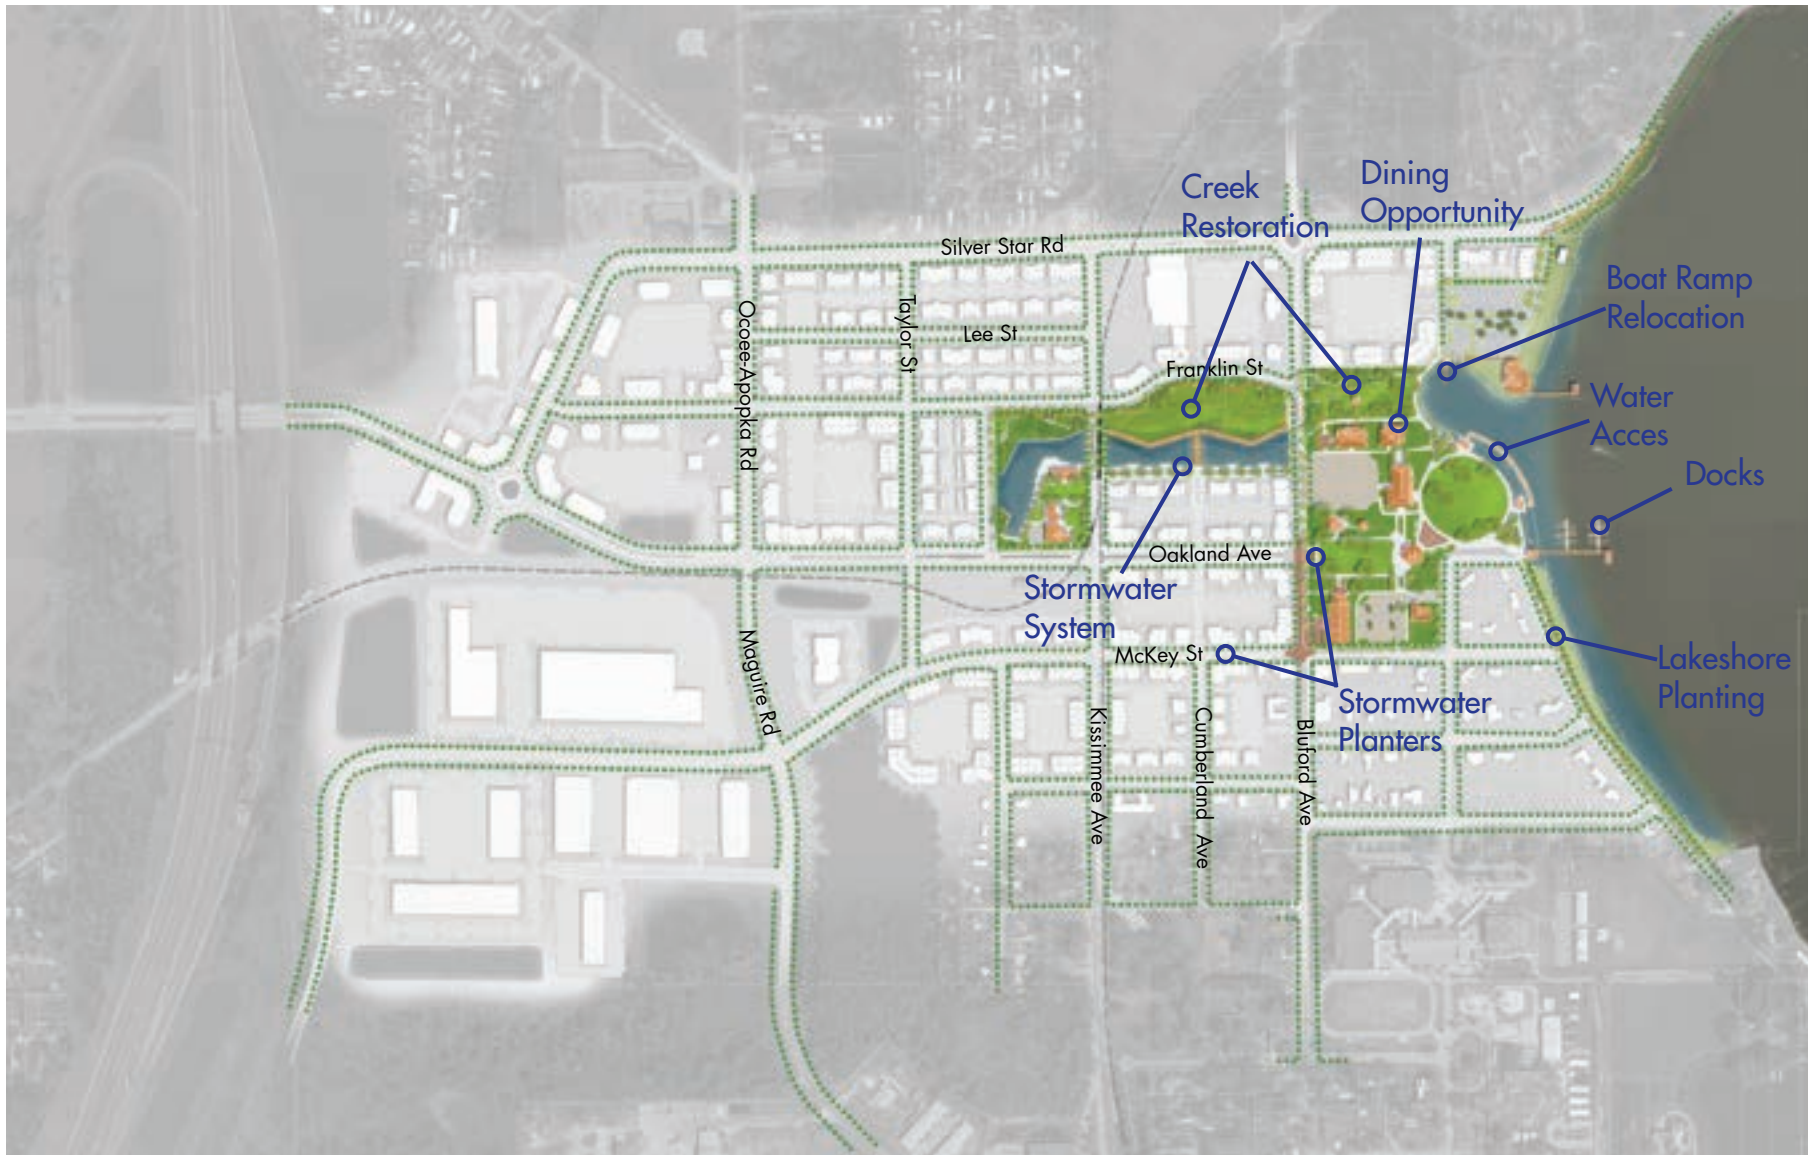 Dining
Opportunity
Creek
Restoration
Silver Star Rd
Boat Ramp
Relocation
Ocoee-Apopka Rd
Taylor St
Lee St
Franklin St
Water
Acces
Docks
Oakland Ave
Stormwater
System
McKey St
Maguire Rd
Lakeshore
Planting
Stormwater
Planters
Kissimmee Ave
Cumberland Ave
Bluford Ave